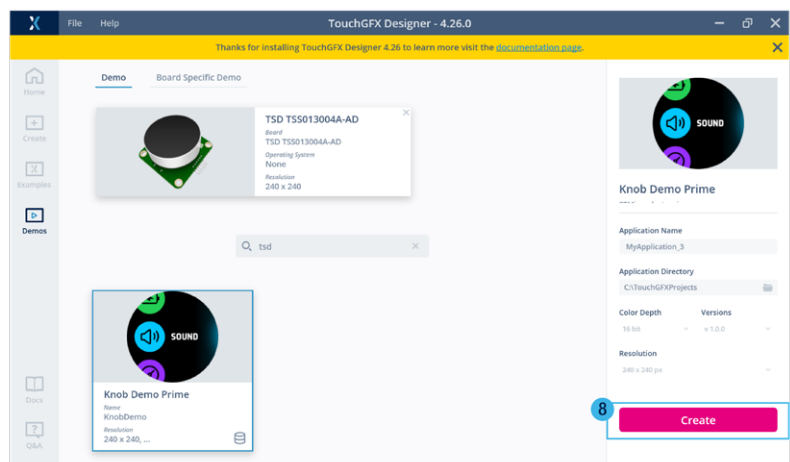 File Help TouchGFX Designer - 4.26.0
Thanks for installing TouchGFX Designer 4.26 to learn more visit the documentation page.
Home
Create
Examples
Demos
Docs
Q&A
Demo Board Specific Demo
TSD TSS013004A-AD
Board
TSD TSS013004A-AD
Operating System
None
Resolution
240 x 240
tsd
SOUND
Knob Demo Prime
Name
KnobDemo
Resolution
240 x 240, ...
SOUND
Knob Demo Prime
Application Name
MyApplication_3
Application Directory
C:\TouchGFXProjects
Color Depth Versions
16 bit v 1.0.0
Resolution
240 x 240 px
8
Create